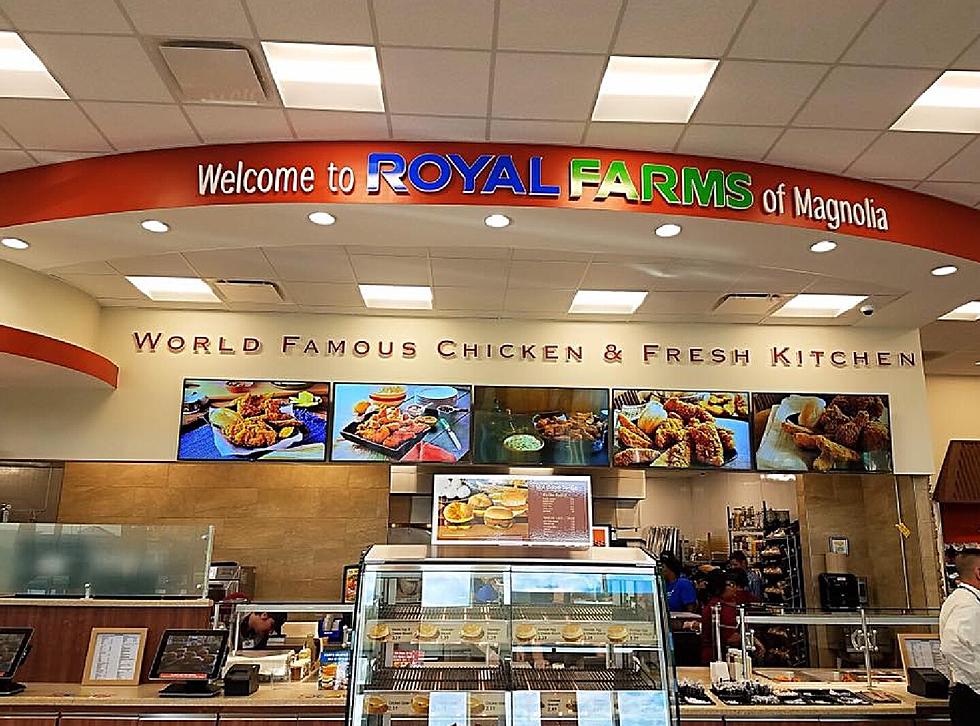 Welcome to ROYAL FARMS of Magnolia
WORLD FAMOUS CHICKEN & FRESH KITCHEN